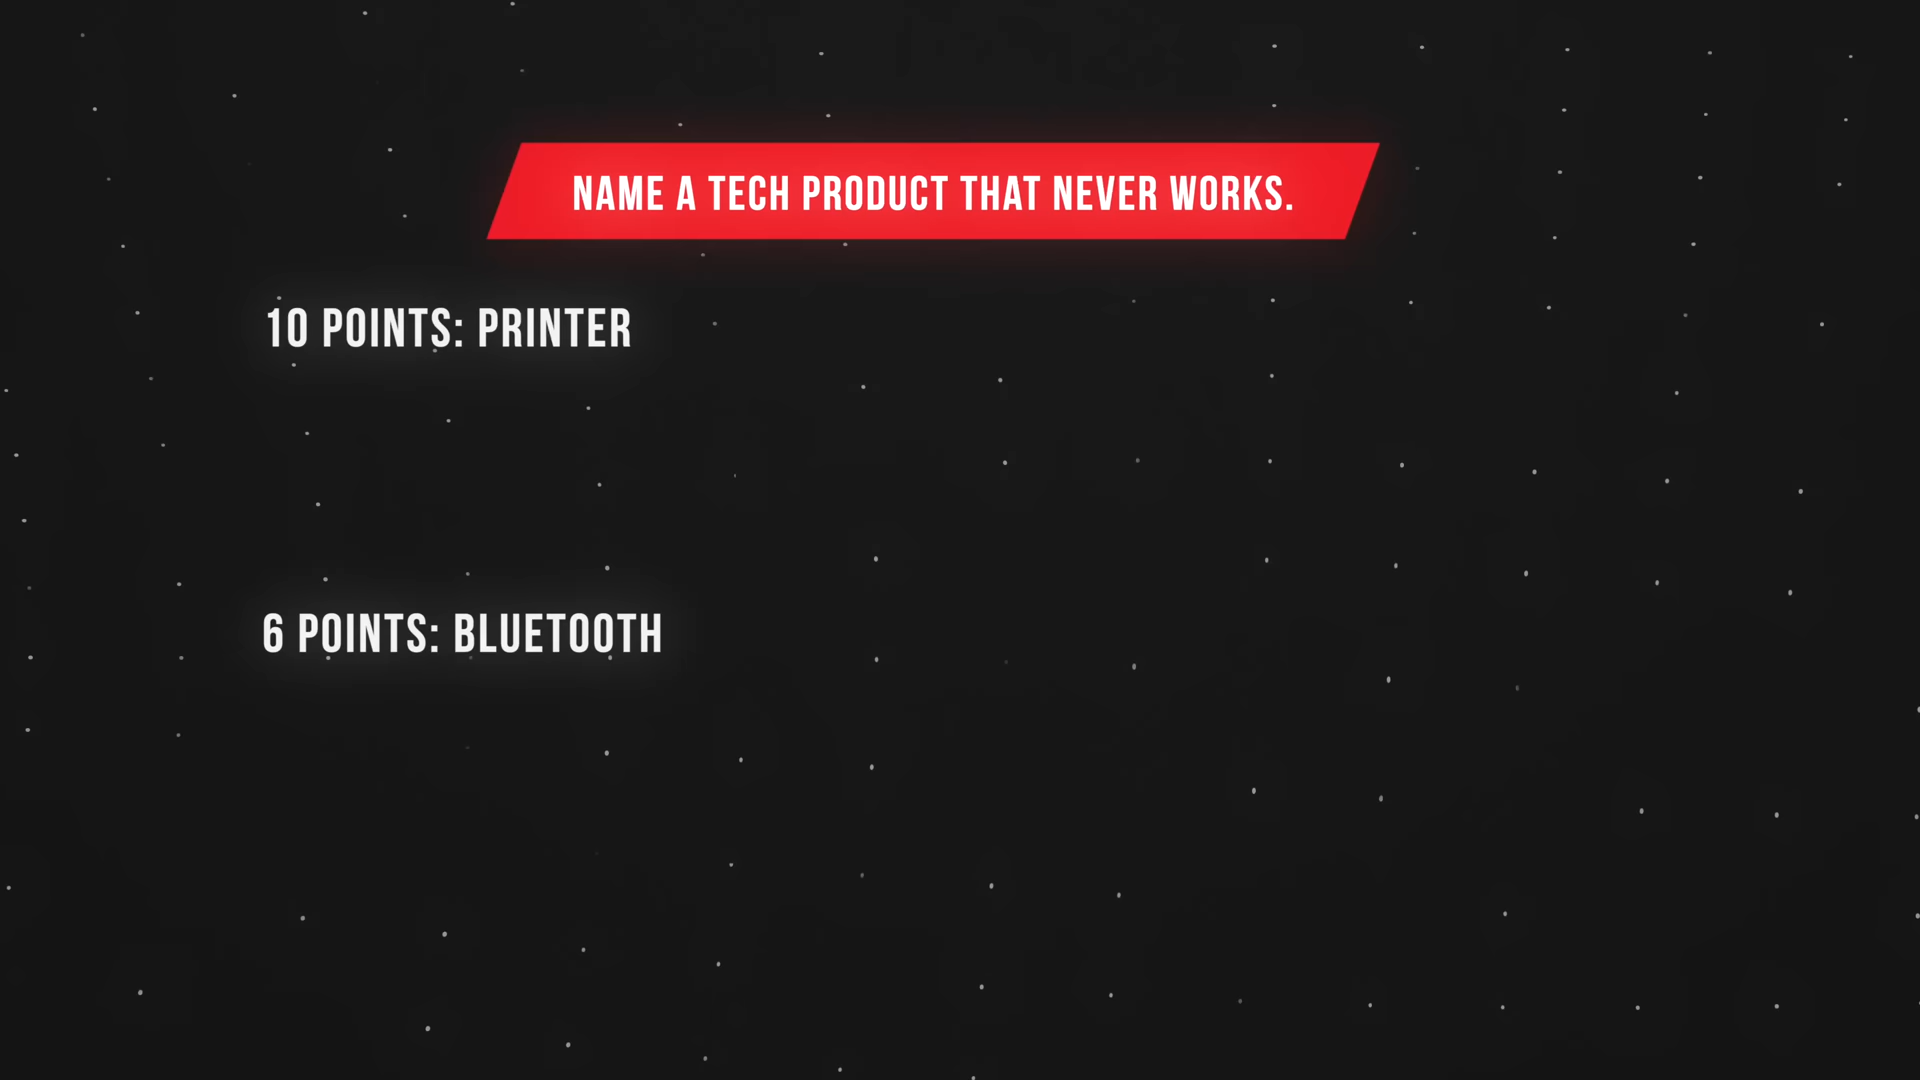 NAME A TECH PRODUCT THAT NEVER WORKS.
10 POINTS: PRINTER
6 POINTS: BLUETOOTH